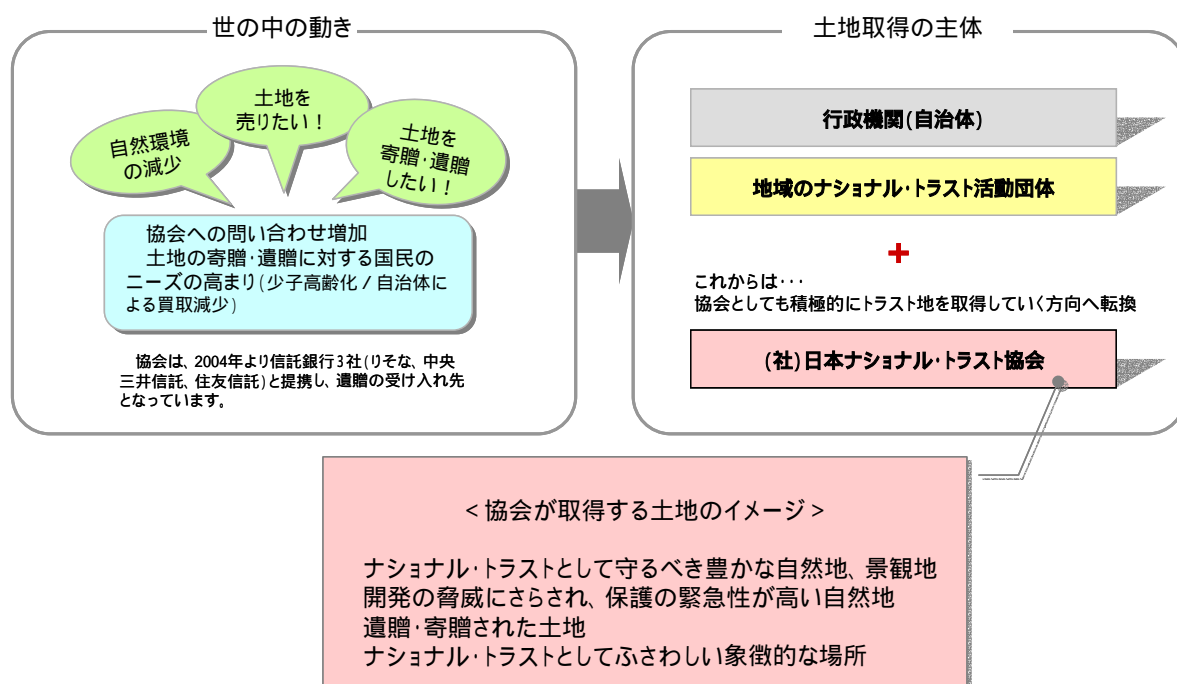 世の中の動き
自然環境
の減少
土地を
売りたい！
土地を
寄贈・遺贈
したい！
協会への問い合わせ増加
土地の寄贈・遺贈に対する国民の
ニーズの高まり(少子高齢化/自治体に
よる買取減少)
協会は、2004年より信託銀行3社(りそな、中央
三井信託、住友信託)と提携し、遺贈の受け入れ先
となっています。
土地取得の主体
行政機関(自治体)
地域のナショナル・トラスト活動団体
+
これからは・・・
協会としても積極的にトラスト地を取得していく方向へ転換
(社)日本ナショナル・トラスト協会
<協会が取得する土地のイメージ>
ナショナル・トラストとして守るべき豊かな自然地、景観地
開発の脅威にさらされ、保護の緊急性が高い自然地
遺贈・寄贈された土地
ナショナル・トラストとしてふさわしい象徴的な場所